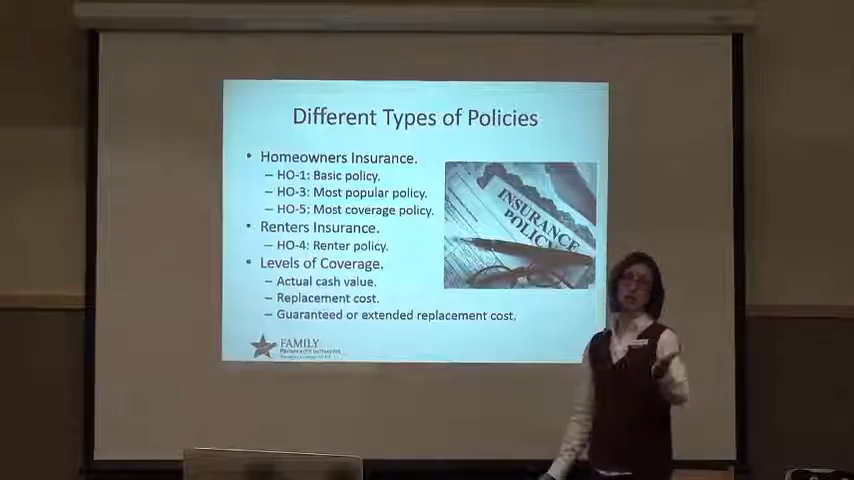 Different Types of Policies
• Homeowners Insurance.
– HO-1: Basic policy.
– HO-3: Most popular policy.
– HO-5: Most coverage policy.
• Renters Insurance.
– HO-4: Renter policy.
• Levels of Coverage.
– Actual cash value.
– Replacement cost.
– Guaranteed or extended replacement cost.
INSURANCE
POLICY
FAMILY
PROSPERITY INITIATIVE